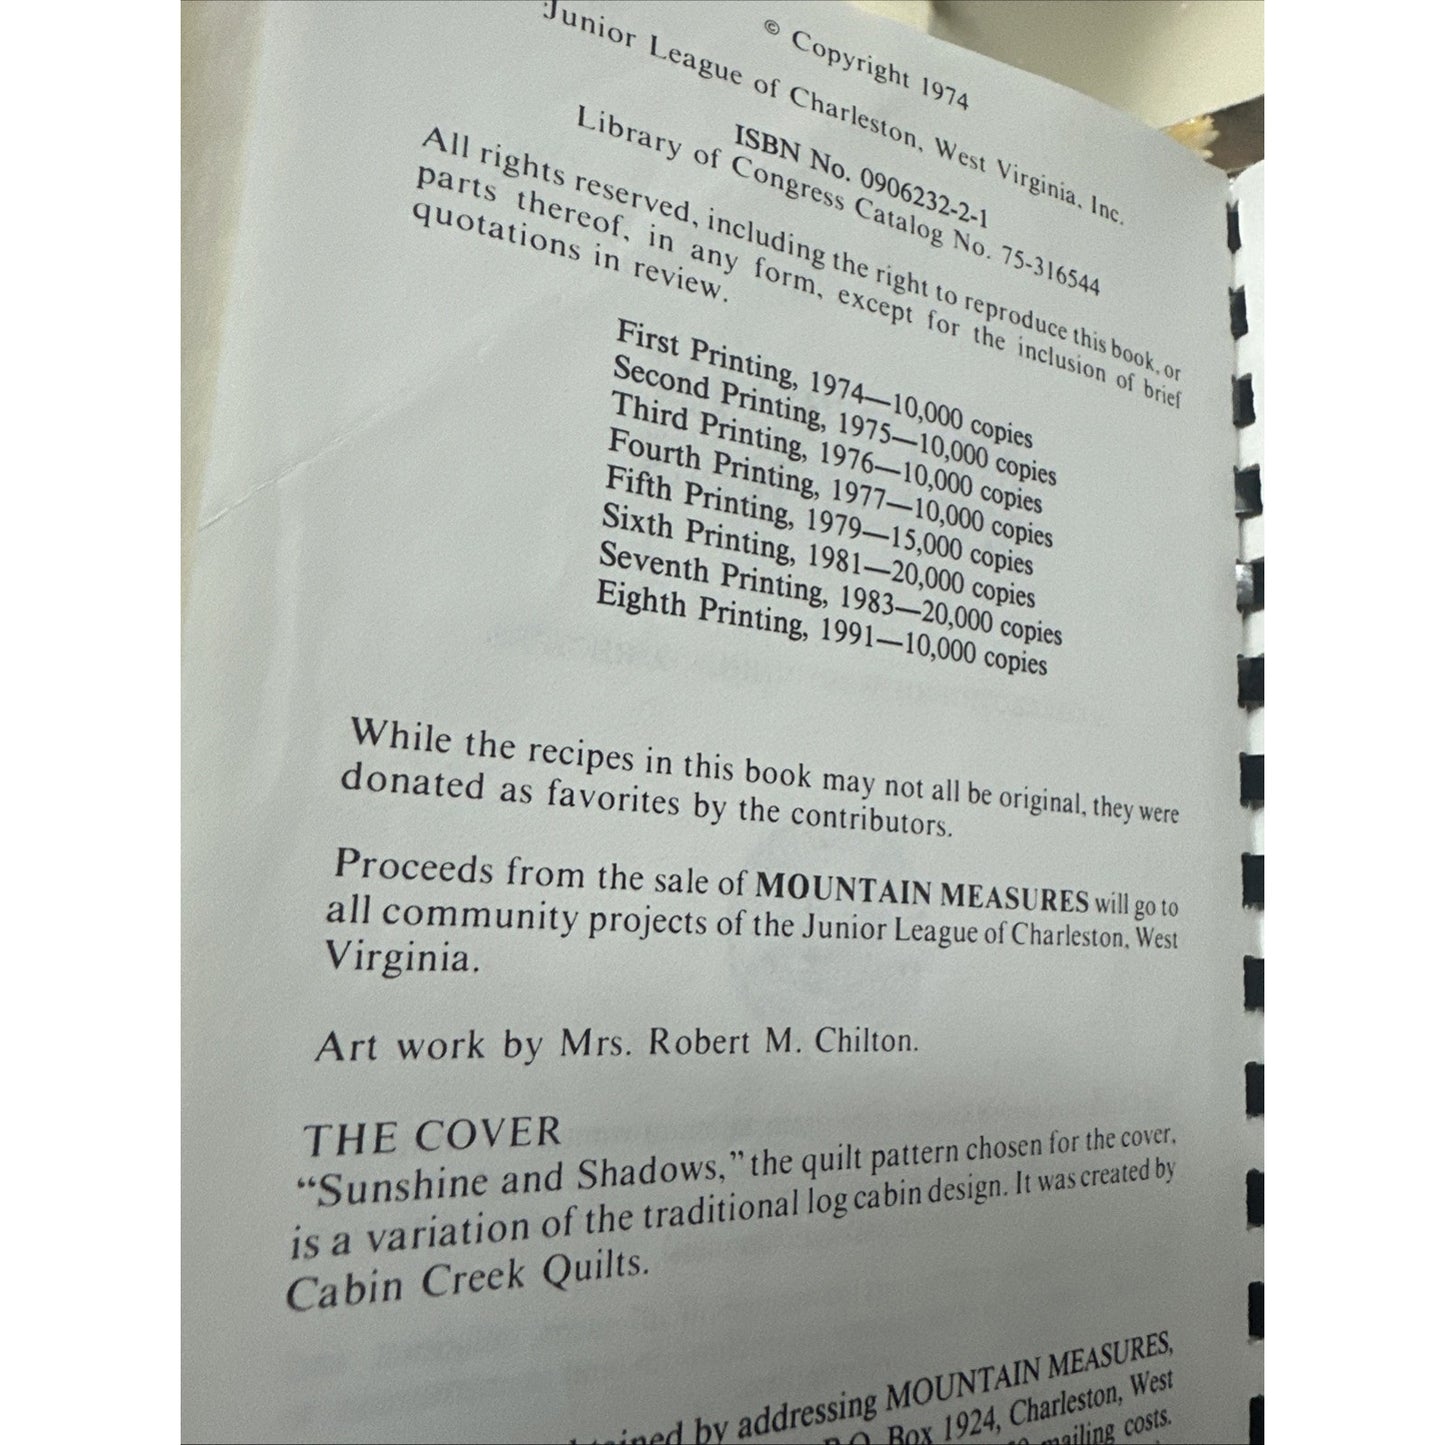 © Copyright 1974
Junior League of Charleston, West Virginia, Inc.
ISBN No. 0906232-2-1
Library of Congress Catalog No. 75-316544
All rights reserved, including the right to reproduce this book, or
parts thereof, in any form, except for the inclusion of brief
quotations in review.
First Printing, 1974—10,000 copies
Second Printing, 1975—10,000 copies
Third Printing, 1976—10,000 copies
Fourth Printing, 1977—10,000 copies
Fifth Printing, 1979—15,000 copies
Sixth Printing, 1981—20,000 copies
Seventh Printing, 1983—20,000 copies
Eighth Printing, 1991—10,000 copies
While the recipes in this book may not all be original, they were
donated as favorites by the contributors.
Proceeds from the sale of MOUNTAIN MEASURES will go to
all community projects of the Junior League of Charleston, West
Virginia.
Art work by Mrs. Robert M. Chilton.
THE COVER
“Sunshine and Shadows,” the quilt pattern chosen for the cover,
is a variation of the traditional log cabin design. It was created by
Cabin Creek Quilts.
by addressing MOUNTAIN MEASURES,
P.O. Box 1924, Charleston, West
mailing costs.